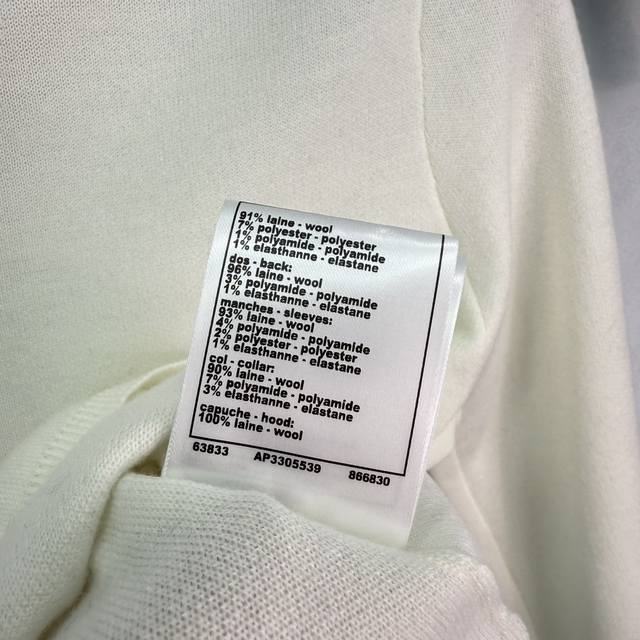 91% laine - wool
7% polyester - polyester
1% polyamide - polyamide
1% elasthanne - elastane
dos - back:
96% laine - wool
3% polyamide - polyamide
1% elasthanne - elastane
manches - sleeves:
93% laine - wool
4% polyamide - polyamide
2% polyester - polyester
1% elasthanne - elastane
col - collar:
90% laine - wool
7% polyamide - polyamide
3% elasthanne - elastane
capuche - hood:
100% laine - wool
63833 AP3305539 866830